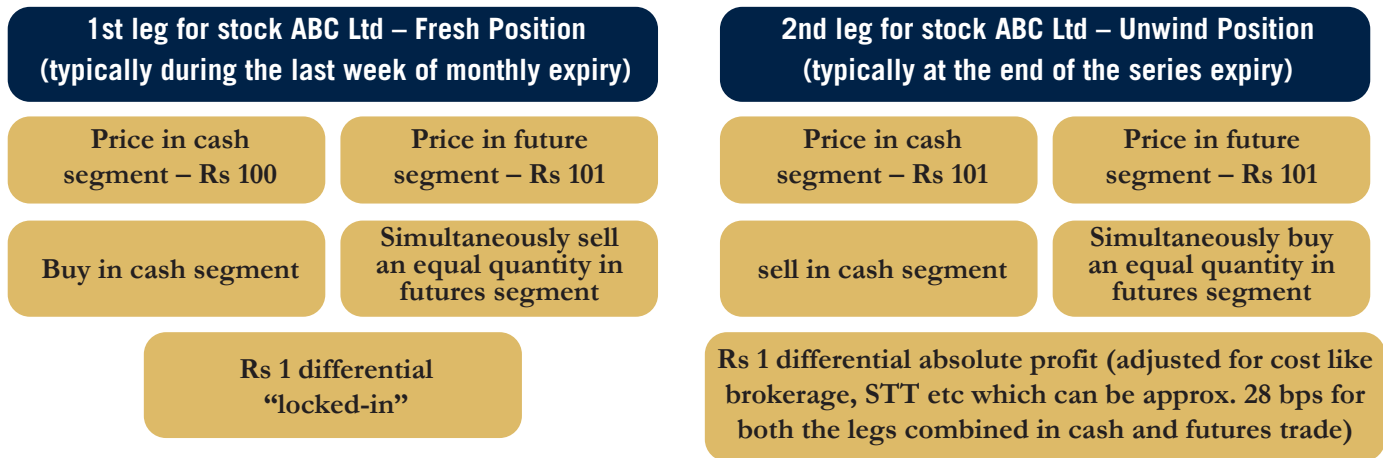 1st leg for stock ABC Ltd – Fresh Position
(typically during the last week of monthly expiry)
Price in cash
segment – Rs 100
Price in future
segment – Rs 101
Buy in cash segment
Simultaneously sell
an equal quantity in
futures segment
Rs 1 differential
“locked-in”
2nd leg for stock ABC Ltd – Unwind Position
(typically at the end of the series expiry)
Price in cash
segment – Rs 101
Price in future
segment – Rs 101
sell in cash segment
Simultaneously buy
an equal quantity in
futures segment
Rs 1 differential absolute profit (adjusted for cost like
brokerage, STT etc which can be approx. 28 bps for
both the legs combined in cash and futures trade)